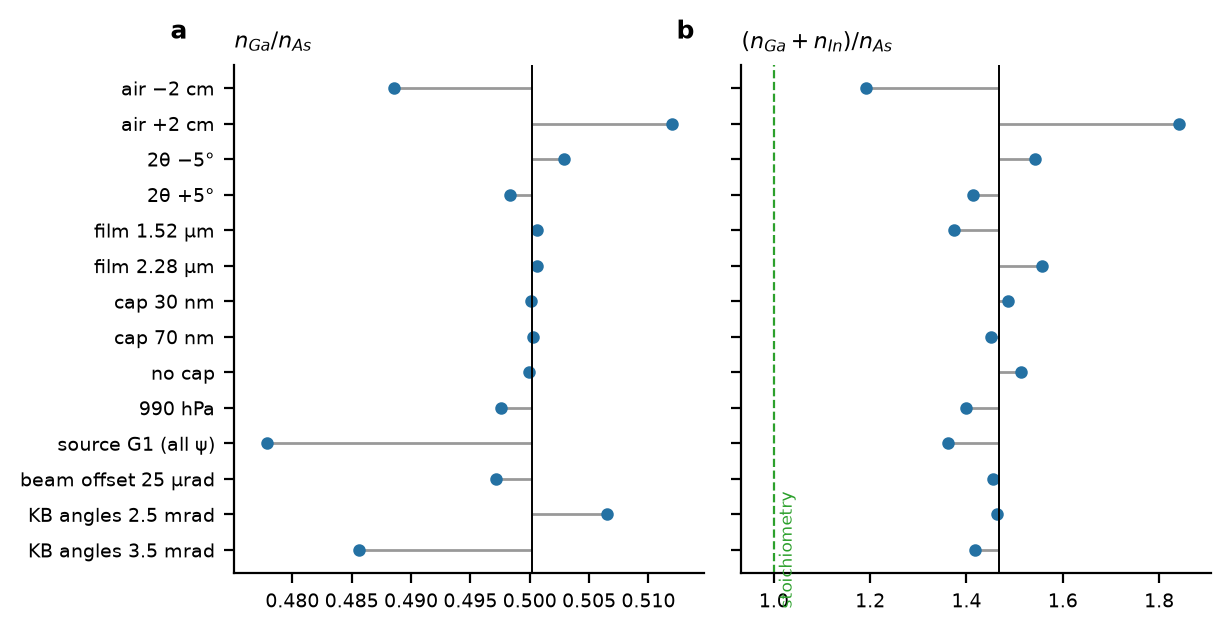 a
b
n_Ga/n_As
(n_Ga + n_In)/n_As
air −2 cm
air +2 cm
2θ −5°
2θ +5°
film 1.52 µm
film 2.28 µm
cap 30 nm
cap 70 nm
no cap
990 hPa
source G1 (all ψ)
beam offset 25 µrad
KB angles 2.5 mrad
KB angles 3.5 mrad
stoichiometry
0.480 0.485 0.490 0.495 0.500 0.505 0.510
1.0 1.2 1.4 1.6 1.8